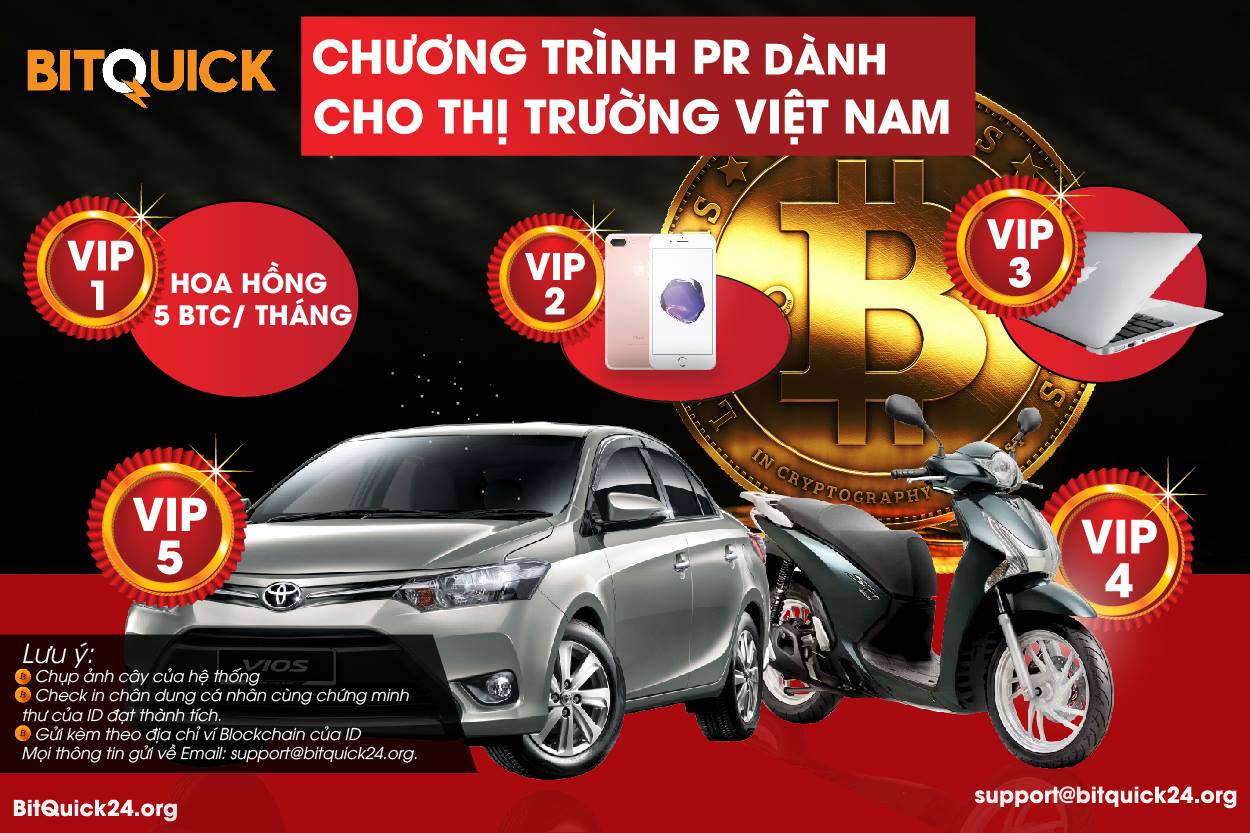 BITQUICK
CHƯƠNG TRÌNH PR DÀNH
CHO THỊ TRƯỜNG VIỆT NAM
VIP
1
HOA HỒNG
5 BTC/ THÁNG
VIP
2
VIP
3
IN CRYPTOGRAPHY
VIP
5
VIOS
VIP
4
Lưu ý:
Chụp ảnh cây của hệ thống
Check in chân dung cá nhân cùng chứng minh
thư của ID đạt thành tích.
Gửi kèm theo địa chỉ ví Blockchain của ID
Mọi thông tin gửi về Email: support@bitquick24.org.
BitQuick24.org
support@bitquick24.org